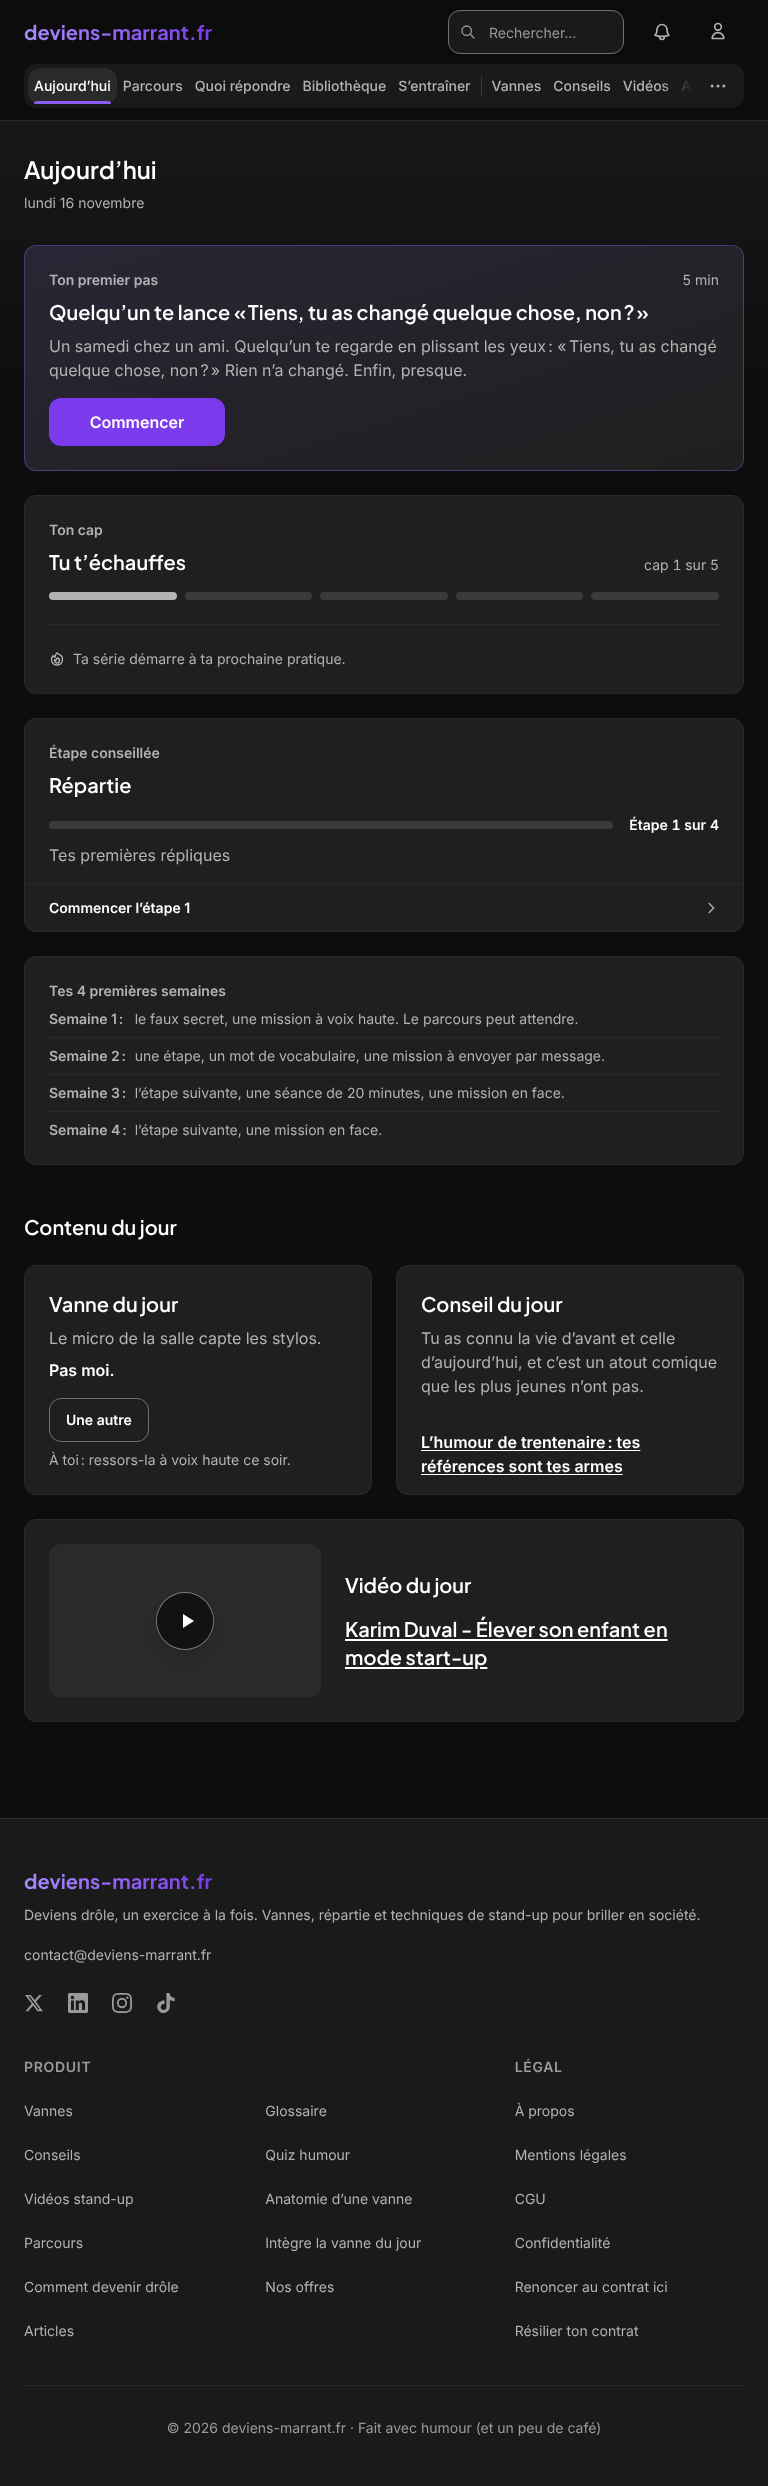 deviens-marrant.fr
Rechercher...
Aujourd’hui
Parcours
Quoi répondre
Bibliothèque
S’entraîner
Vannes
Conseils
Vidéos
Aujourd’hui
lundi 16 novembre
Ton premier pas
5 min
Quelqu’un te lance « Tiens, tu as changé quelque chose, non ? »
Un samedi chez un ami. Quelqu’un te regarde en plissant les yeux : « Tiens, tu as changé
quelque chose, non ? » Rien n’a changé. Enfin, presque.
Commencer
Ton cap
Tu t’échauffes
cap 1 sur 5
Ta série démarre à ta prochaine pratique.
Étape conseillée
Répartie
Étape 1 sur 4
Tes premières répliques
Commencer l’étape 1
Tes 4 premières semaines
Semaine 1 : le faux secret, une mission à voix haute. Le parcours peut attendre.
Semaine 2 : une étape, un mot de vocabulaire, une mission à envoyer par message.
Semaine 3 : l’étape suivante, une séance de 20 minutes, une mission en face.
Semaine 4 : l’étape suivante, une mission en face.
Contenu du jour
Vanne du jour
Le micro de la salle capte les stylos.
Pas moi.
Une autre
À toi : ressors-la à voix haute ce soir.
Conseil du jour
Tu as connu la vie d’avant et celle
d’aujourd’hui, et c’est un atout comique
que les plus jeunes n’ont pas.
L’humour de trentenaire : tes
références sont tes armes
Vidéo du jour
Karim Duval - Élever son enfant en
mode start-up
deviens-marrant.fr
Deviens drôle, un exercice à la fois. Vannes, répartie et techniques de stand-up pour briller en société.
contact@deviens-marrant.fr
PRODUIT
Vannes
Conseils
Vidéos stand-up
Parcours
Comment devenir drôle
Articles
Glossaire
Quiz humour
Anatomie d’une vanne
Intègre la vanne du jour
Nos offres
LÉGAL
À propos
Mentions légales
CGU
Confidentialité
Renoncer au contrat ici
Résilier ton contrat
© 2026 deviens-marrant.fr · Fait avec humour (et un peu de café)